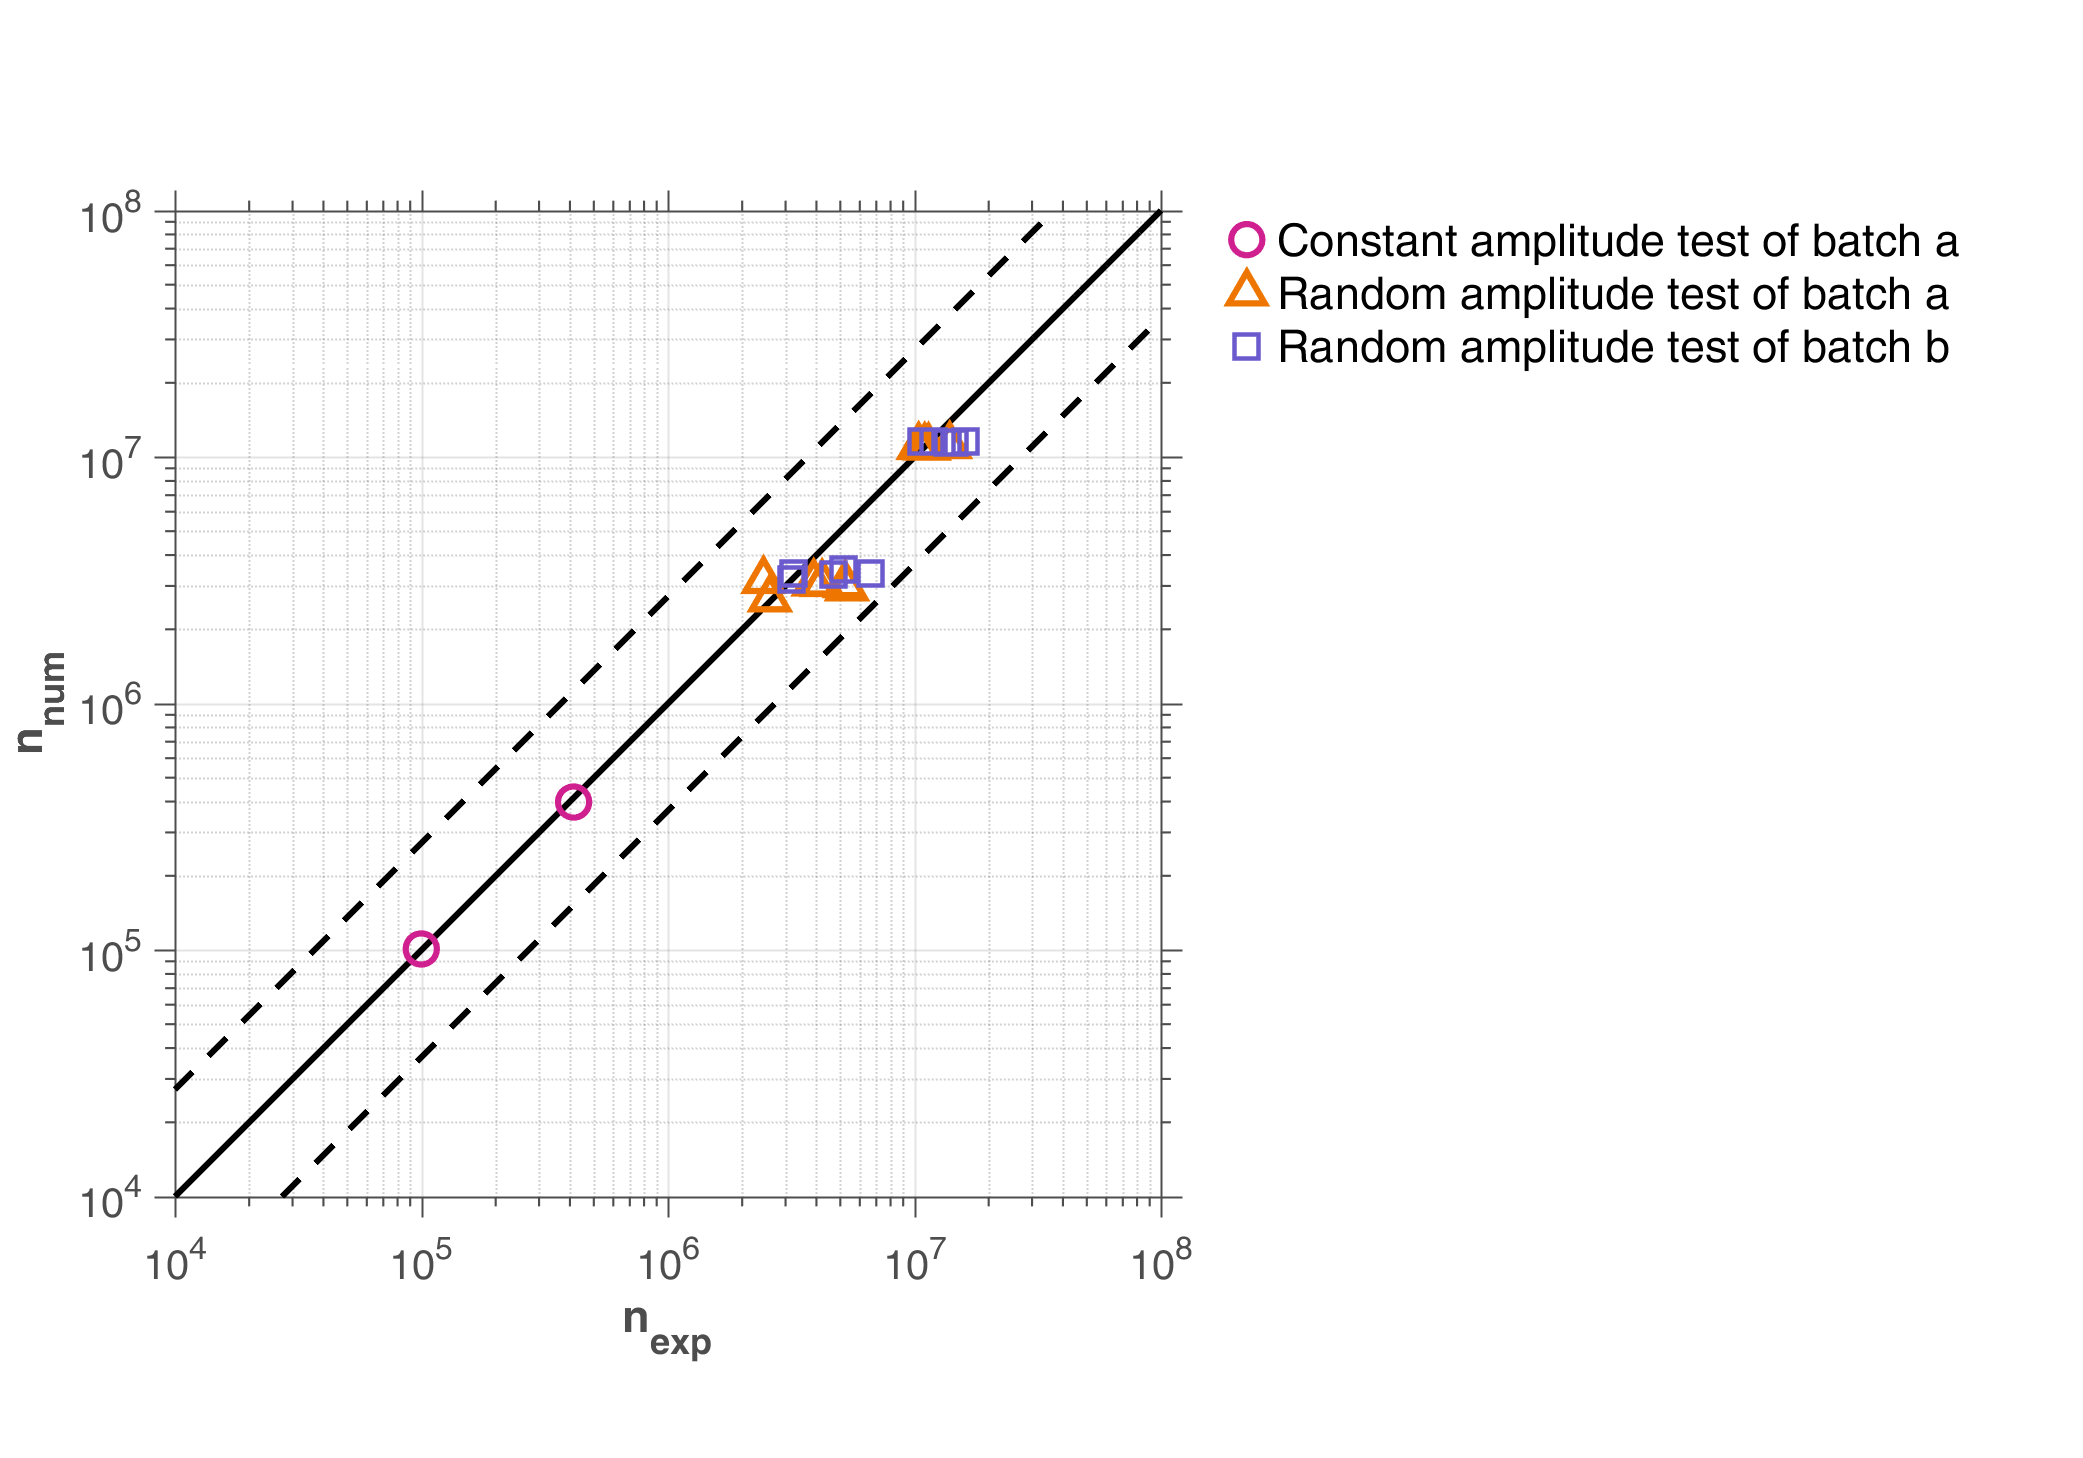 10^8
10^7
10^6
10^5
10^4
n_num
10^4 10^5 10^6 10^7 10^8
n_exp
Constant amplitude test of batch a
Random amplitude test of batch a
Random amplitude test of batch b